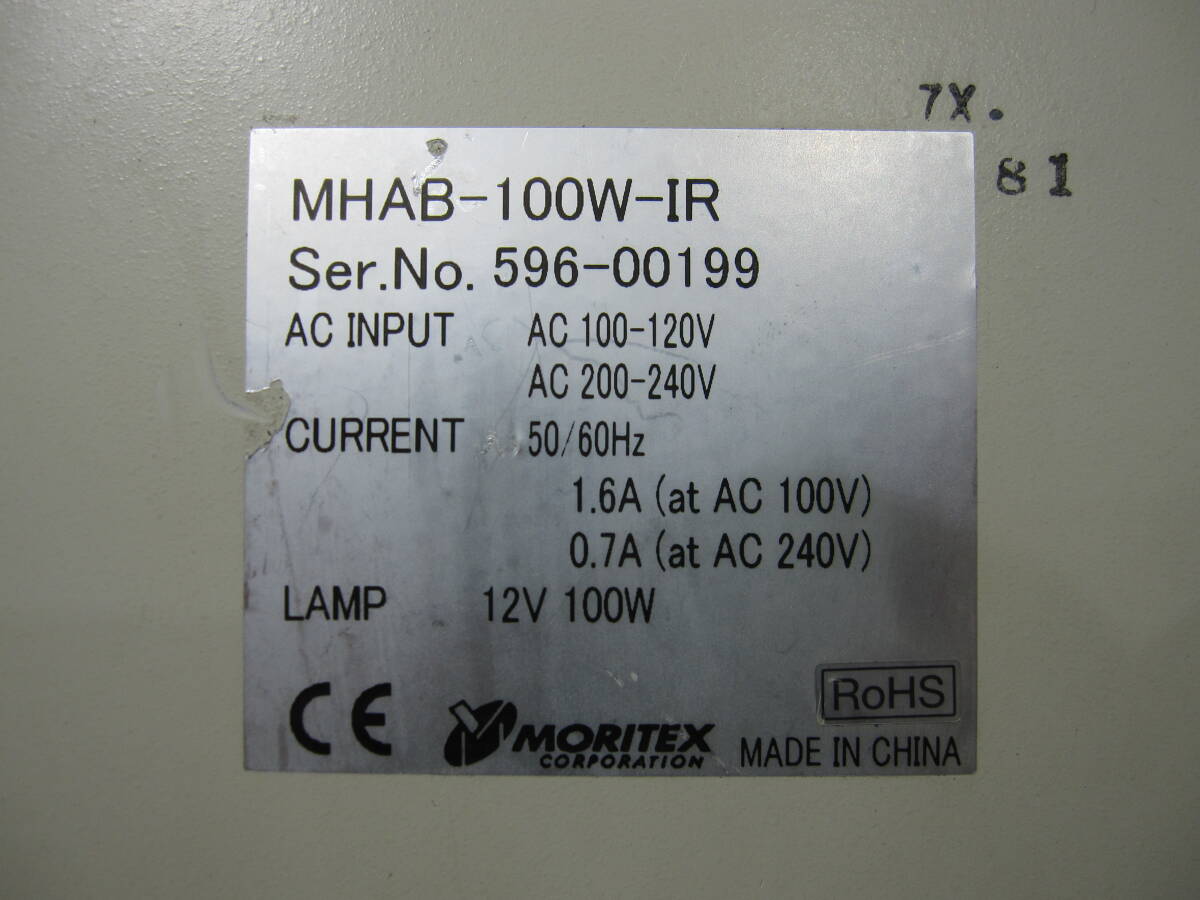 7X.
81
MHAB-100W-IR
Ser.No. 596-00199
AC INPUT AC 100-120V
AC 200-240V
CURRENT 50/60Hz
1.6A (at AC 100V)
0.7A (at AC 240V)
LAMP 12V 100W
RoHS
CE MORITEX
CORPORATION
MADE IN CHINA